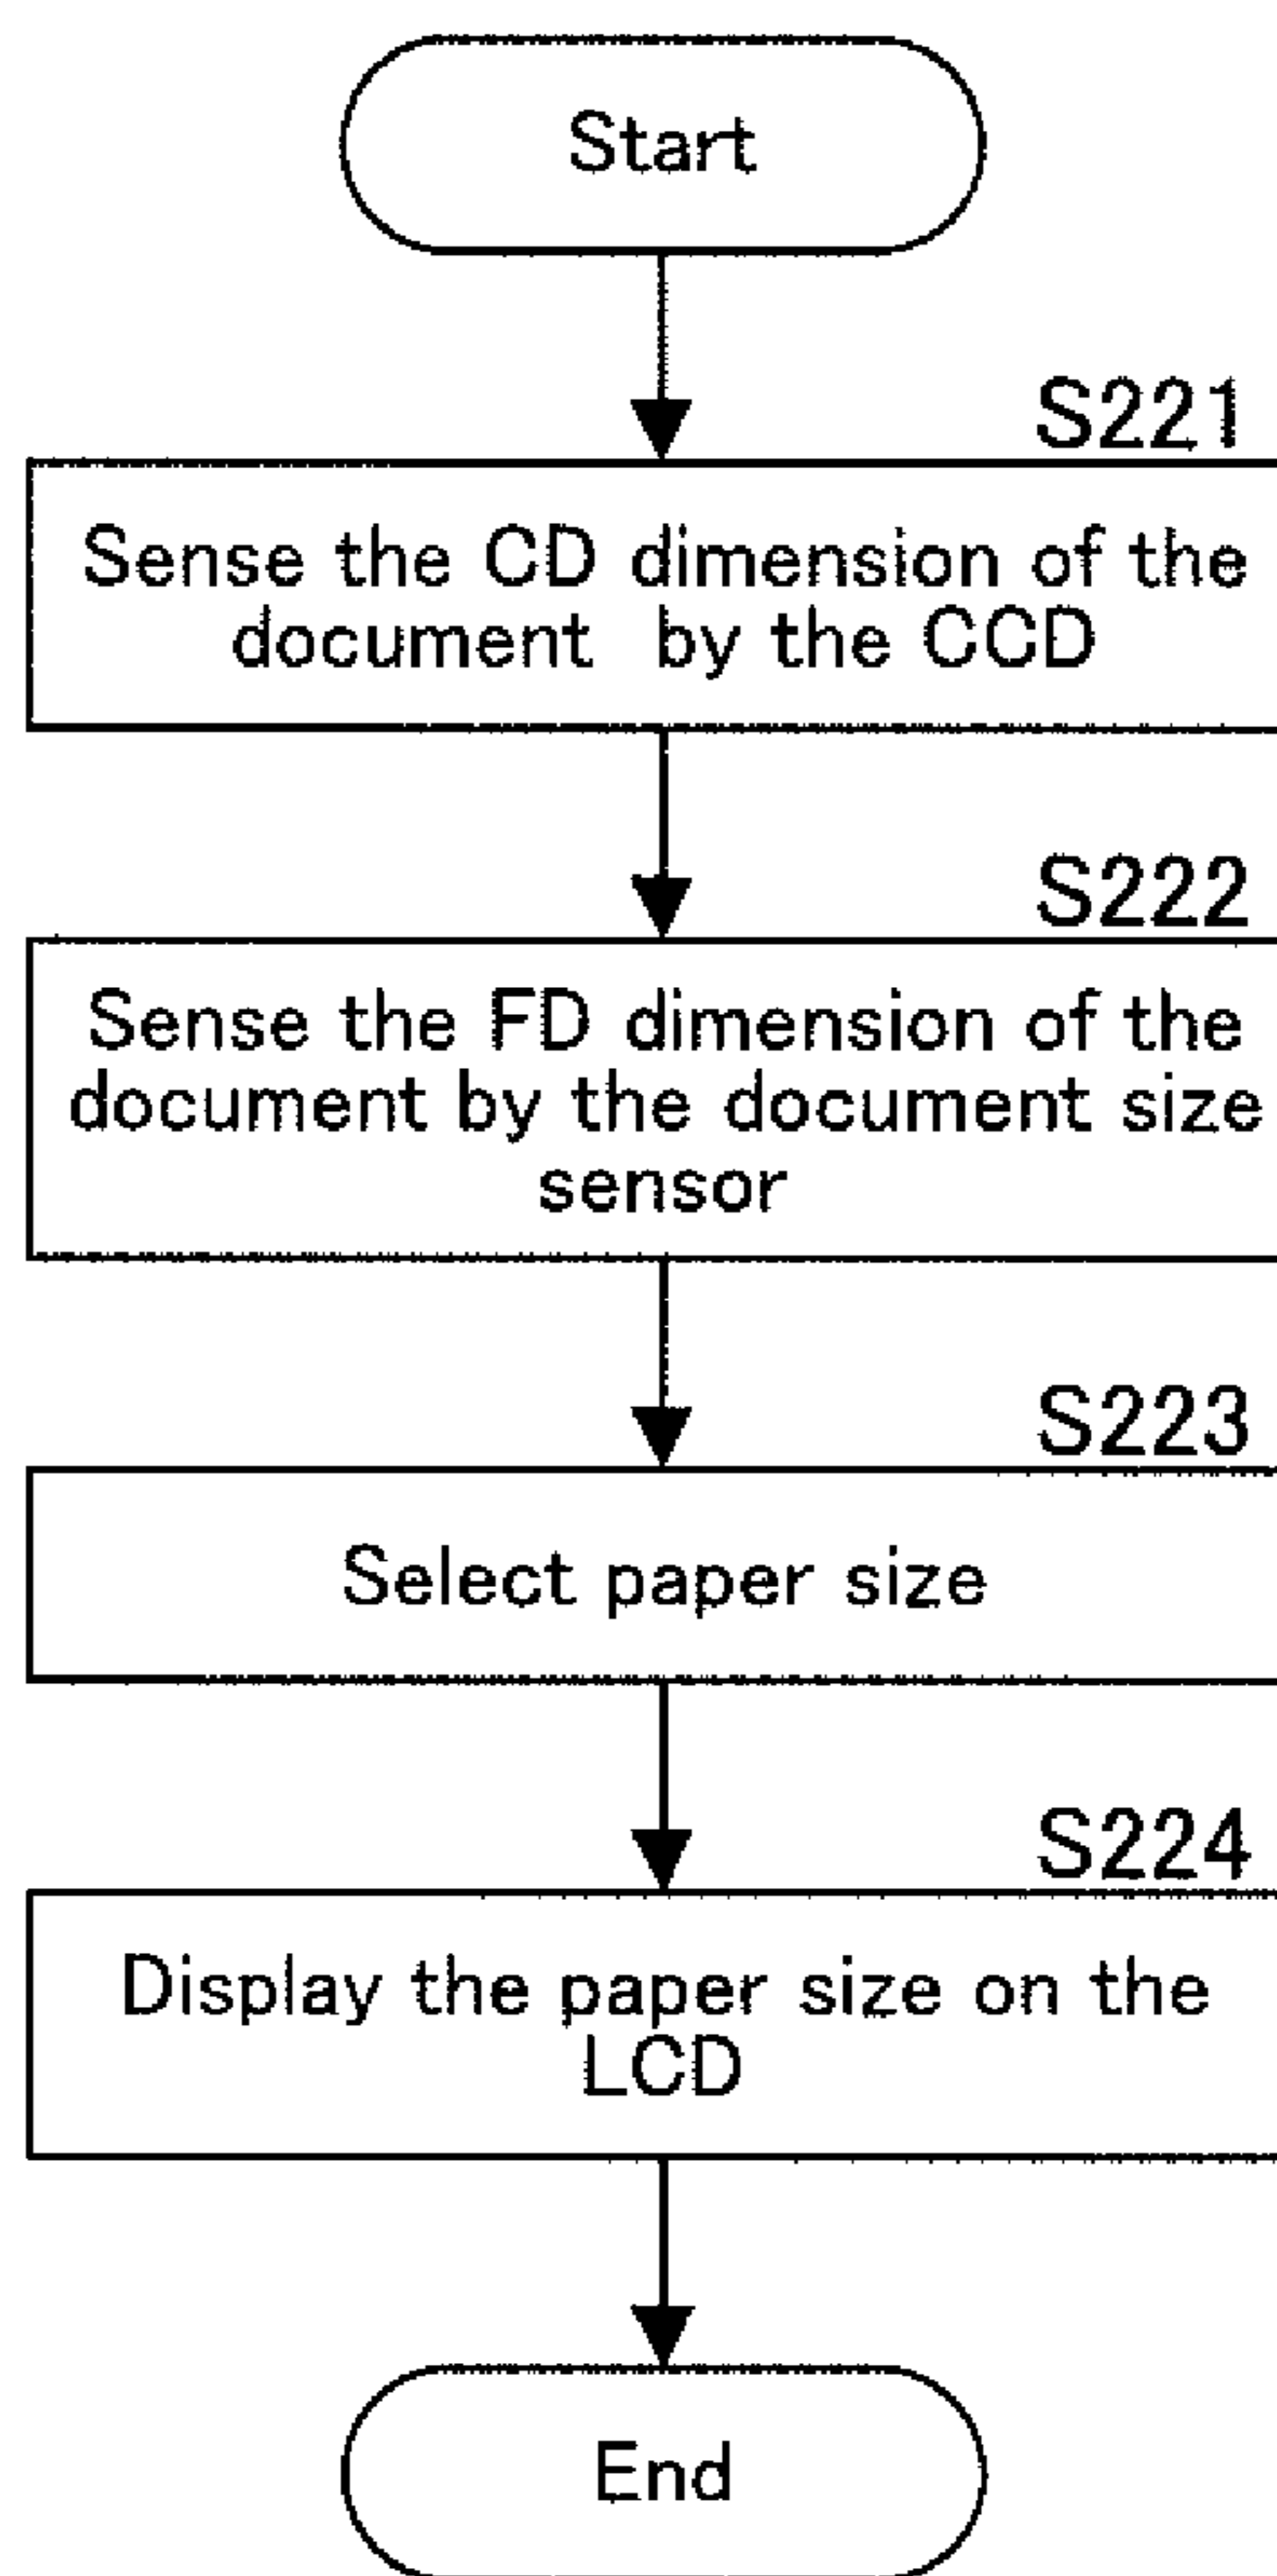 Start
S221
Sense the CD dimension of the
document by the CCD
S222
Sense the FD dimension of the
document by the document size
sensor
S223
Select paper size
S224
Display the paper size on the
LCD
End